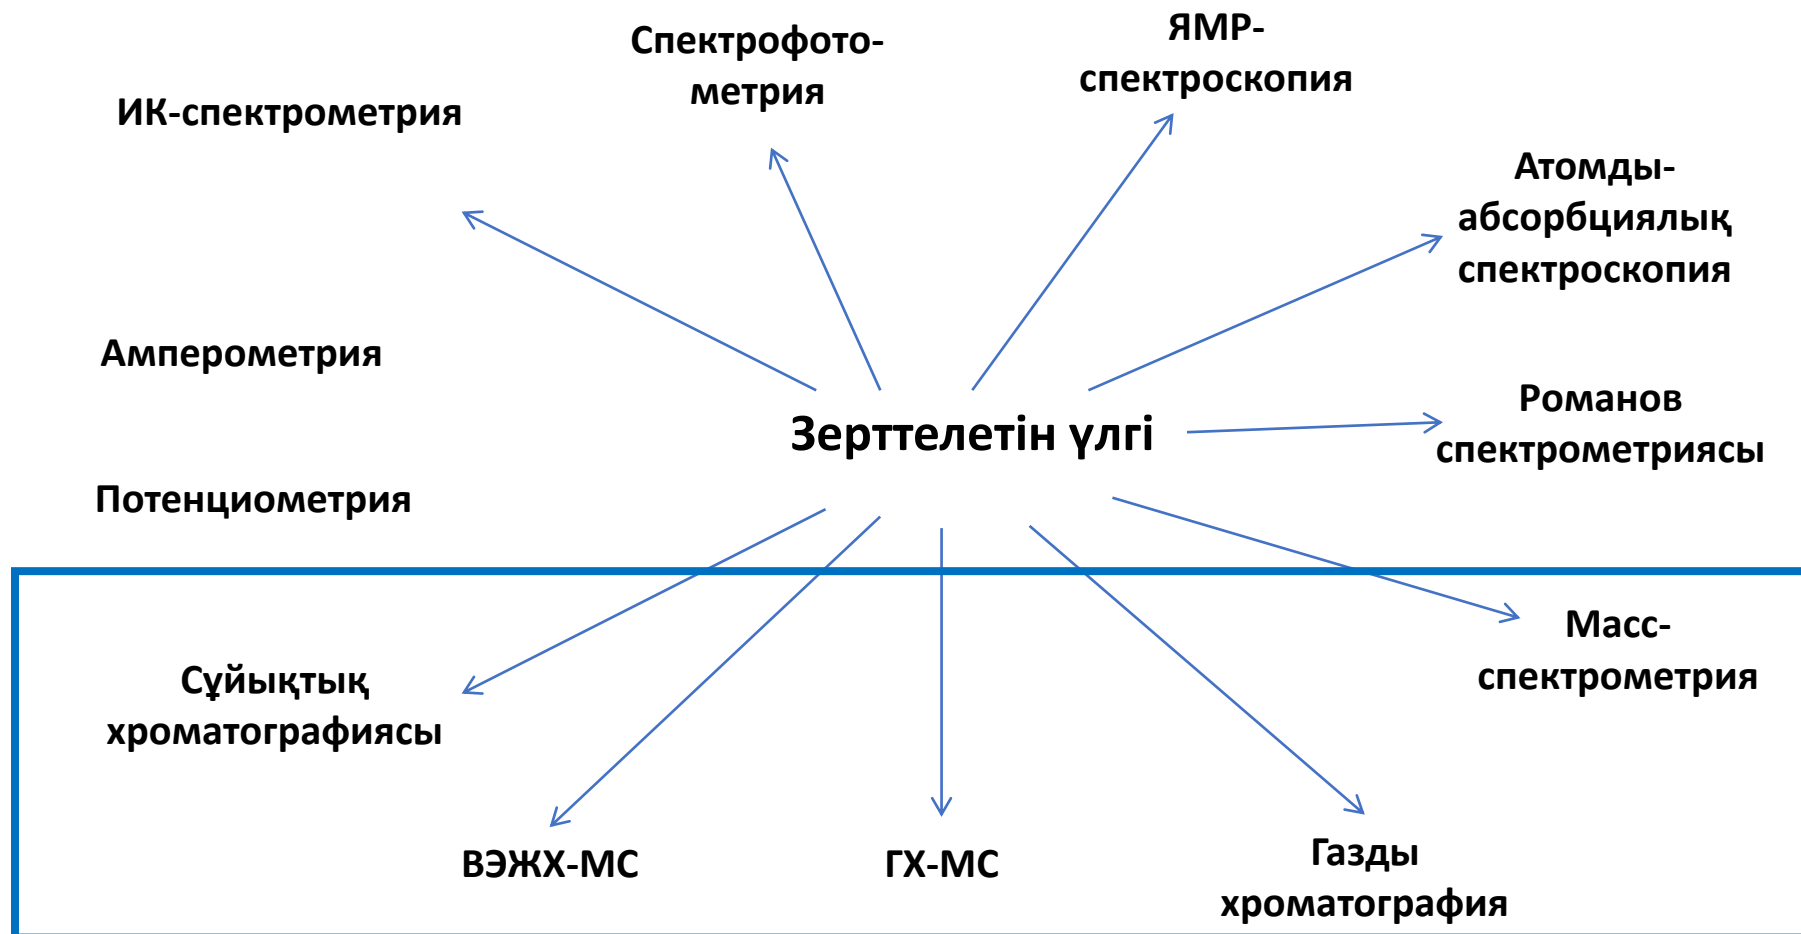 ИК-спектрометрия
Спектрофото-
метрия
ЯМР-
спектроскопия
Атомды-
абсорбциялық
спектроскопия
Амперометрия
Зерттелетін үлгі
Романов
спектрометриясы
Потенциометрия
Сұйықтық
хроматографиясы
Масс-
спектрометрия
ВЭЖХ-МС
ГХ-МС
Газды
хроматография